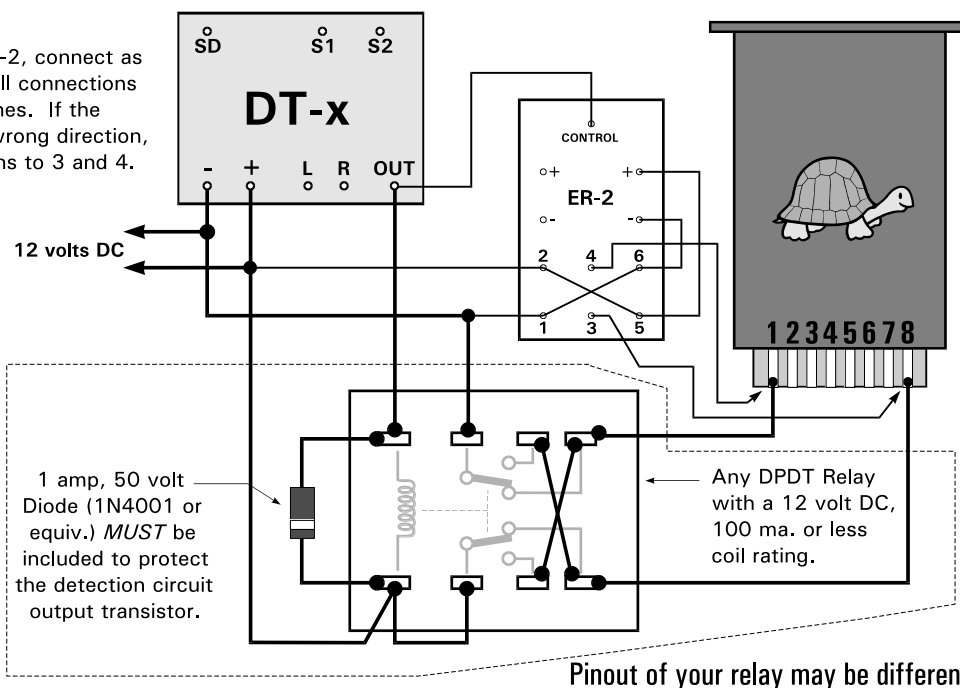 SD S1 S2
-2, connect as
ll connections
nes. If the
wrong direction,
ns to 3 and 4.
DT-x
- + L R OUT
12 volts DC
CONTROL
+ +
ER-2
- -
2 4 6
1 3 5
12345678
1 amp, 50 volt
Diode (1N4001 or
equiv.) MUST be
included to protect
the detection circuit
output transistor.
Any DPDT Relay
with a 12 volt DC,
100 ma. or less
coil rating.
Pinout of your relay may be differen